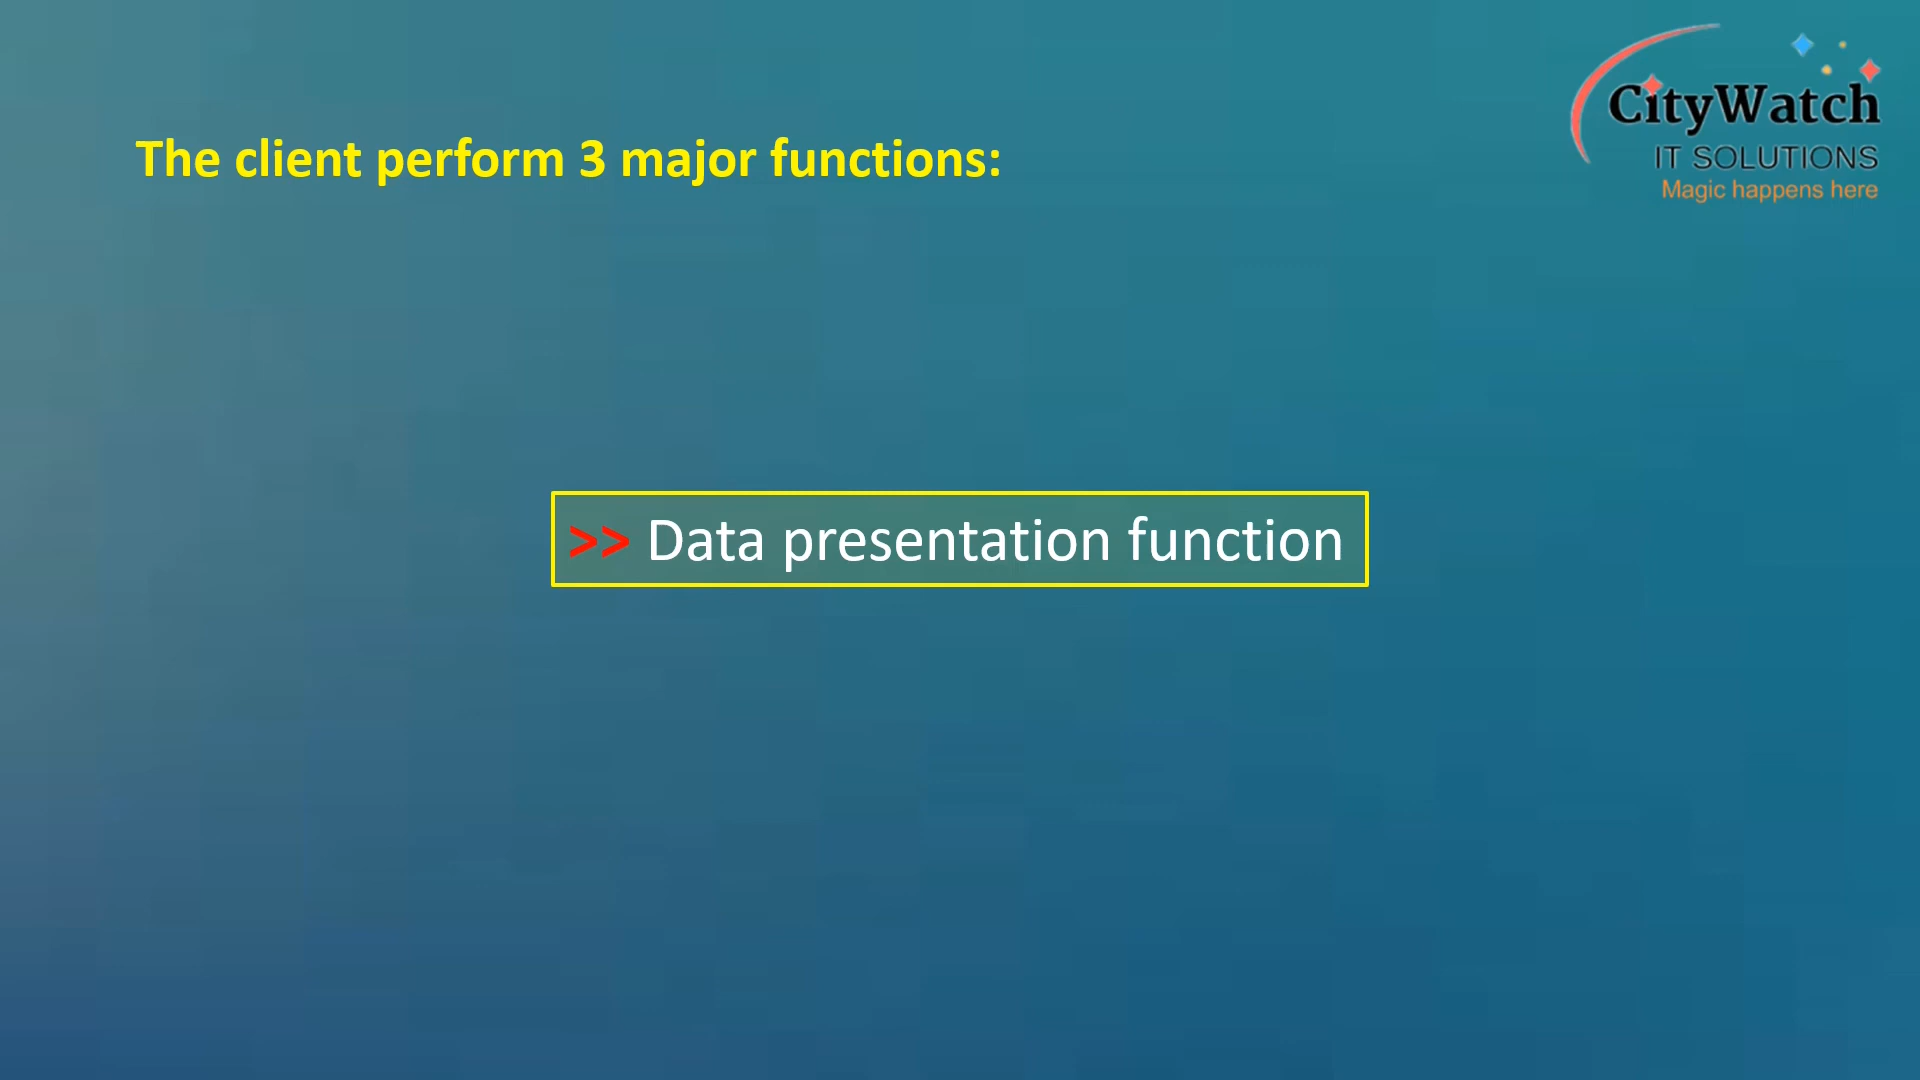 CityWatch
IT SOLUTIONS
Magic happens here
The client perform 3 major functions:
>> Data presentation function